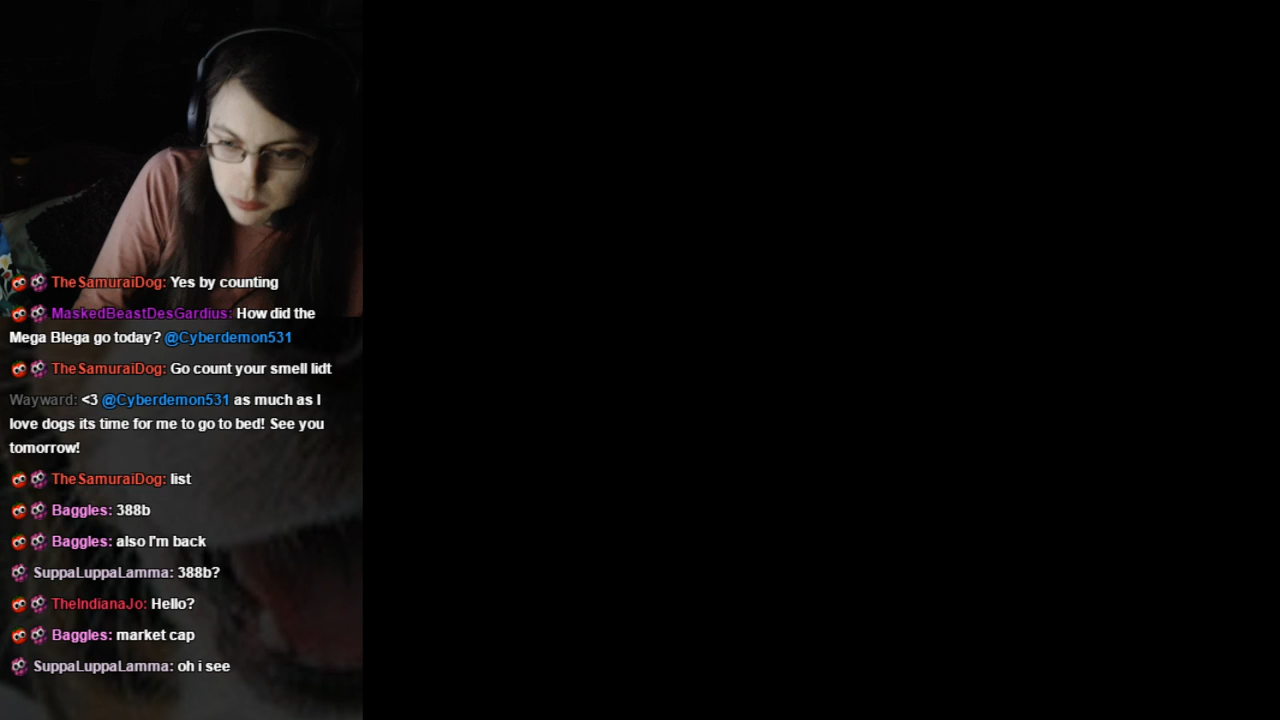 TheSamuraiDog: Yes by counting
MaskedBeastDesGardius: How did the
Mega Blega go today? @Cyberdemon531
TheSamuraiDog: Go count your smell lidt
Wayward: <3 @Cyberdemon531 as much as I
love dogs its time for me to go to bed! See you
tomorrow!
TheSamuraiDog: list
Baggles: 388b
Baggles: also I'm back
SuppaLuppaLamma: 388b?
TheIndianaJo: Hello?
Baggles: market cap
SuppaLuppaLamma: oh i see